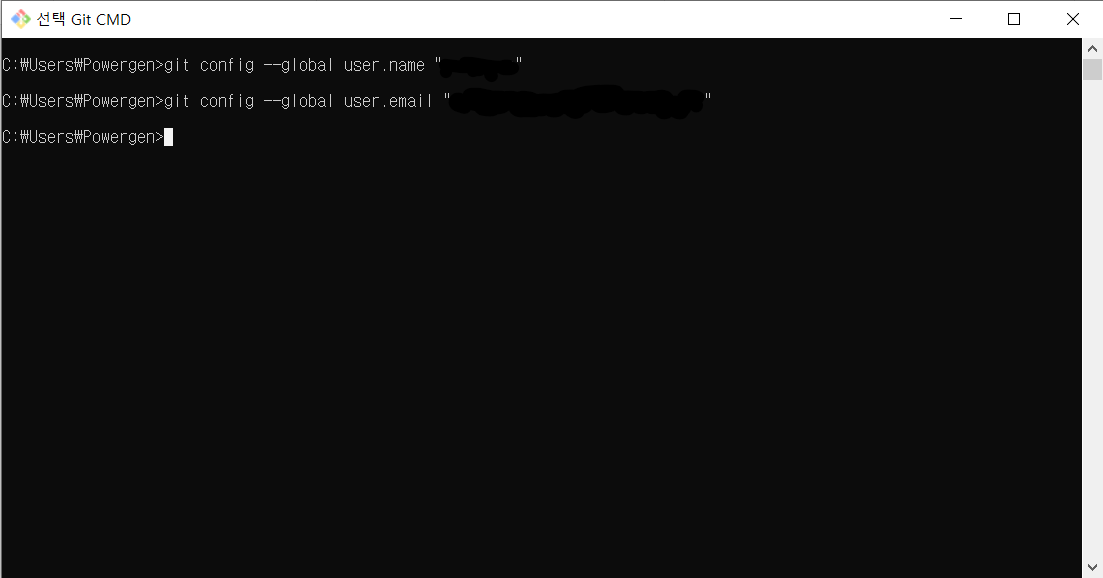 선택 Git CMD
C:₩Users₩Powergen>git config --global user.name ""
C:₩Users₩Powergen>git config --global user.email ""
C:₩Users₩Powergen>